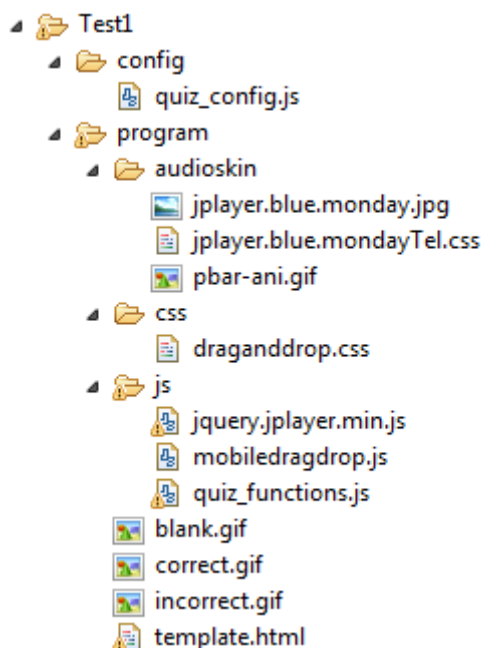 Test1
config
quiz_config.js
program
audioskin
jplayer.blue.monday.jpg
jplayer.blue.mondayTel.css
pbar-ani.gif
css
draganddrop.css
js
jquery.jplayer.min.js
mobiledragdrop.js
quiz_functions.js
blank.gif
correct.gif
incorrect.gif
template.html